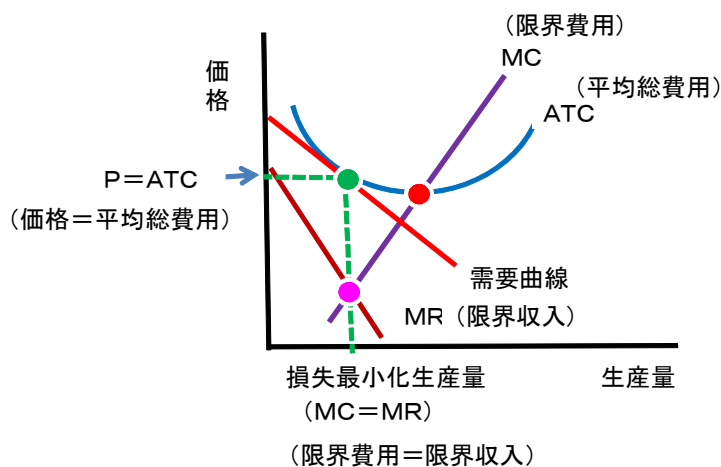 （限界費用）
MC
価
格
（平均総費用）
ATC
P＝ATC
（価格＝平均総費用）
需要曲線
MR（限界収入）
損失最小化生産量
生産量
（MC＝MR）
（限界費用＝限界収入）